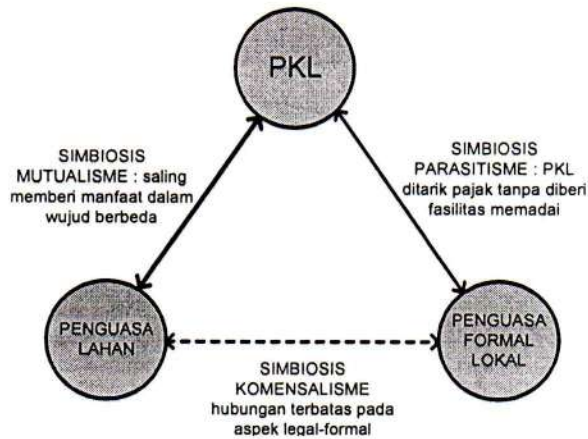 PKL
SIMBIOSIS
MUTUALISME : saling
memberi manfaat dalam
wujud berbeda
SIMBIOSIS
PARASITISME : PKL
ditarik pajak tanpa diberi
fasilitas memadai
PENGUASA
LAHAN
PENGUASA
FORMAL
LOKAL
SIMBIOSIS
KOMENSALISME
hubungan terbatas pada
aspek legal-formal